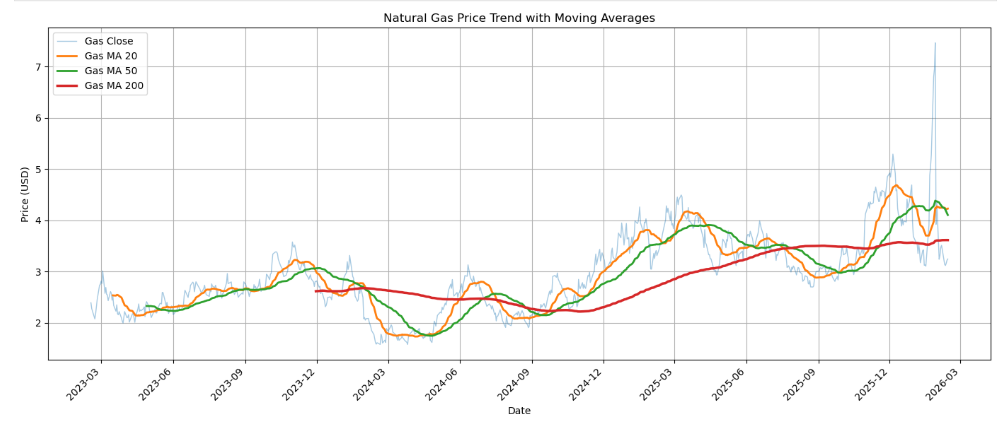 Natural Gas Price Trend with Moving Averages
Gas Close
Gas MA 20
Gas MA 50
Gas MA 200
Price (USD)
7
6
5
4
3
2
2023-03
2023-06
2023-09
2023-12
2024-03
2024-06
2024-09
2024-12
2025-03
2025-06
2025-09
2025-12
2026-03
Date